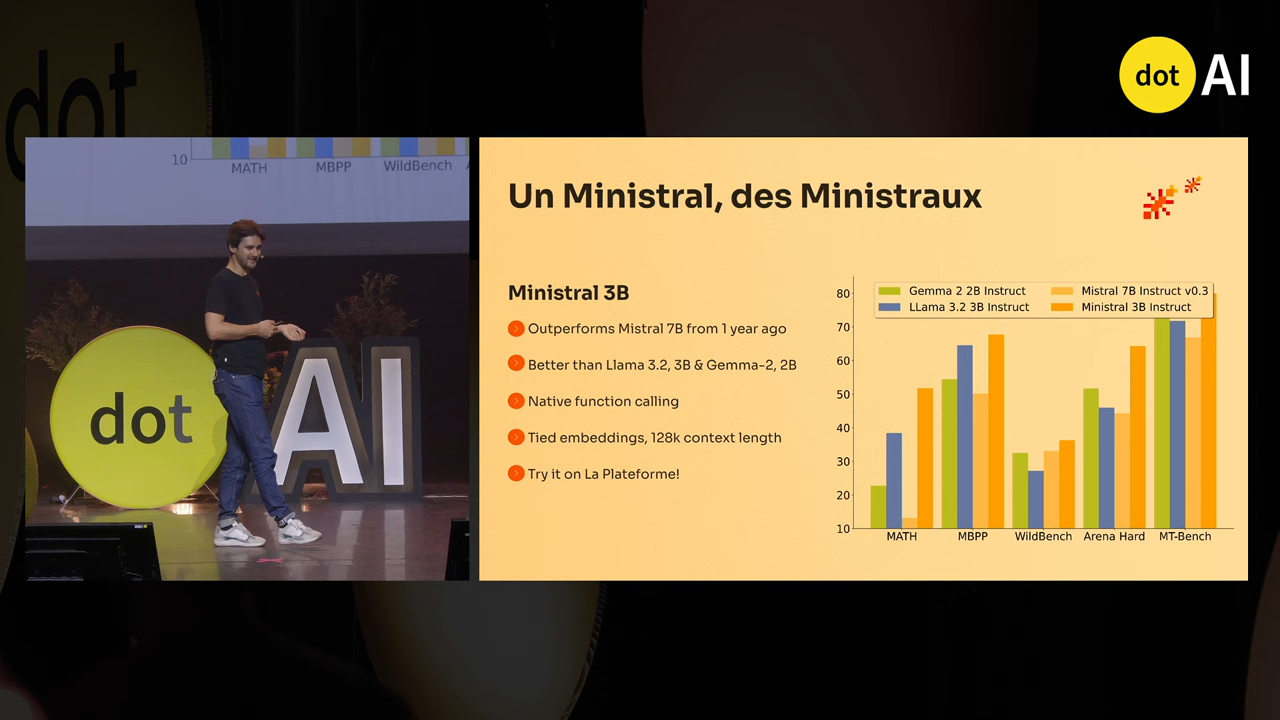 dot
dot AI
10
MATH MBPP WildBench
dot AI
Un Ministral, des Ministraux
Ministral 3B
Outperforms Mistral 7B from 1 year ago
Better than Llama 3.2, 3B & Gemma-2, 2B
Native function calling
Tied embeddings, 128k context length
Try it on La Plateforme!
Gemma 2 2B Instruct
LLama 3.2 3B Instruct
Mistral 7B Instruct v0.3
Ministral 3B Instruct
80
70
60
50
40
30
20
10
MATH MBPP WildBench Arena Hard MT-Bench